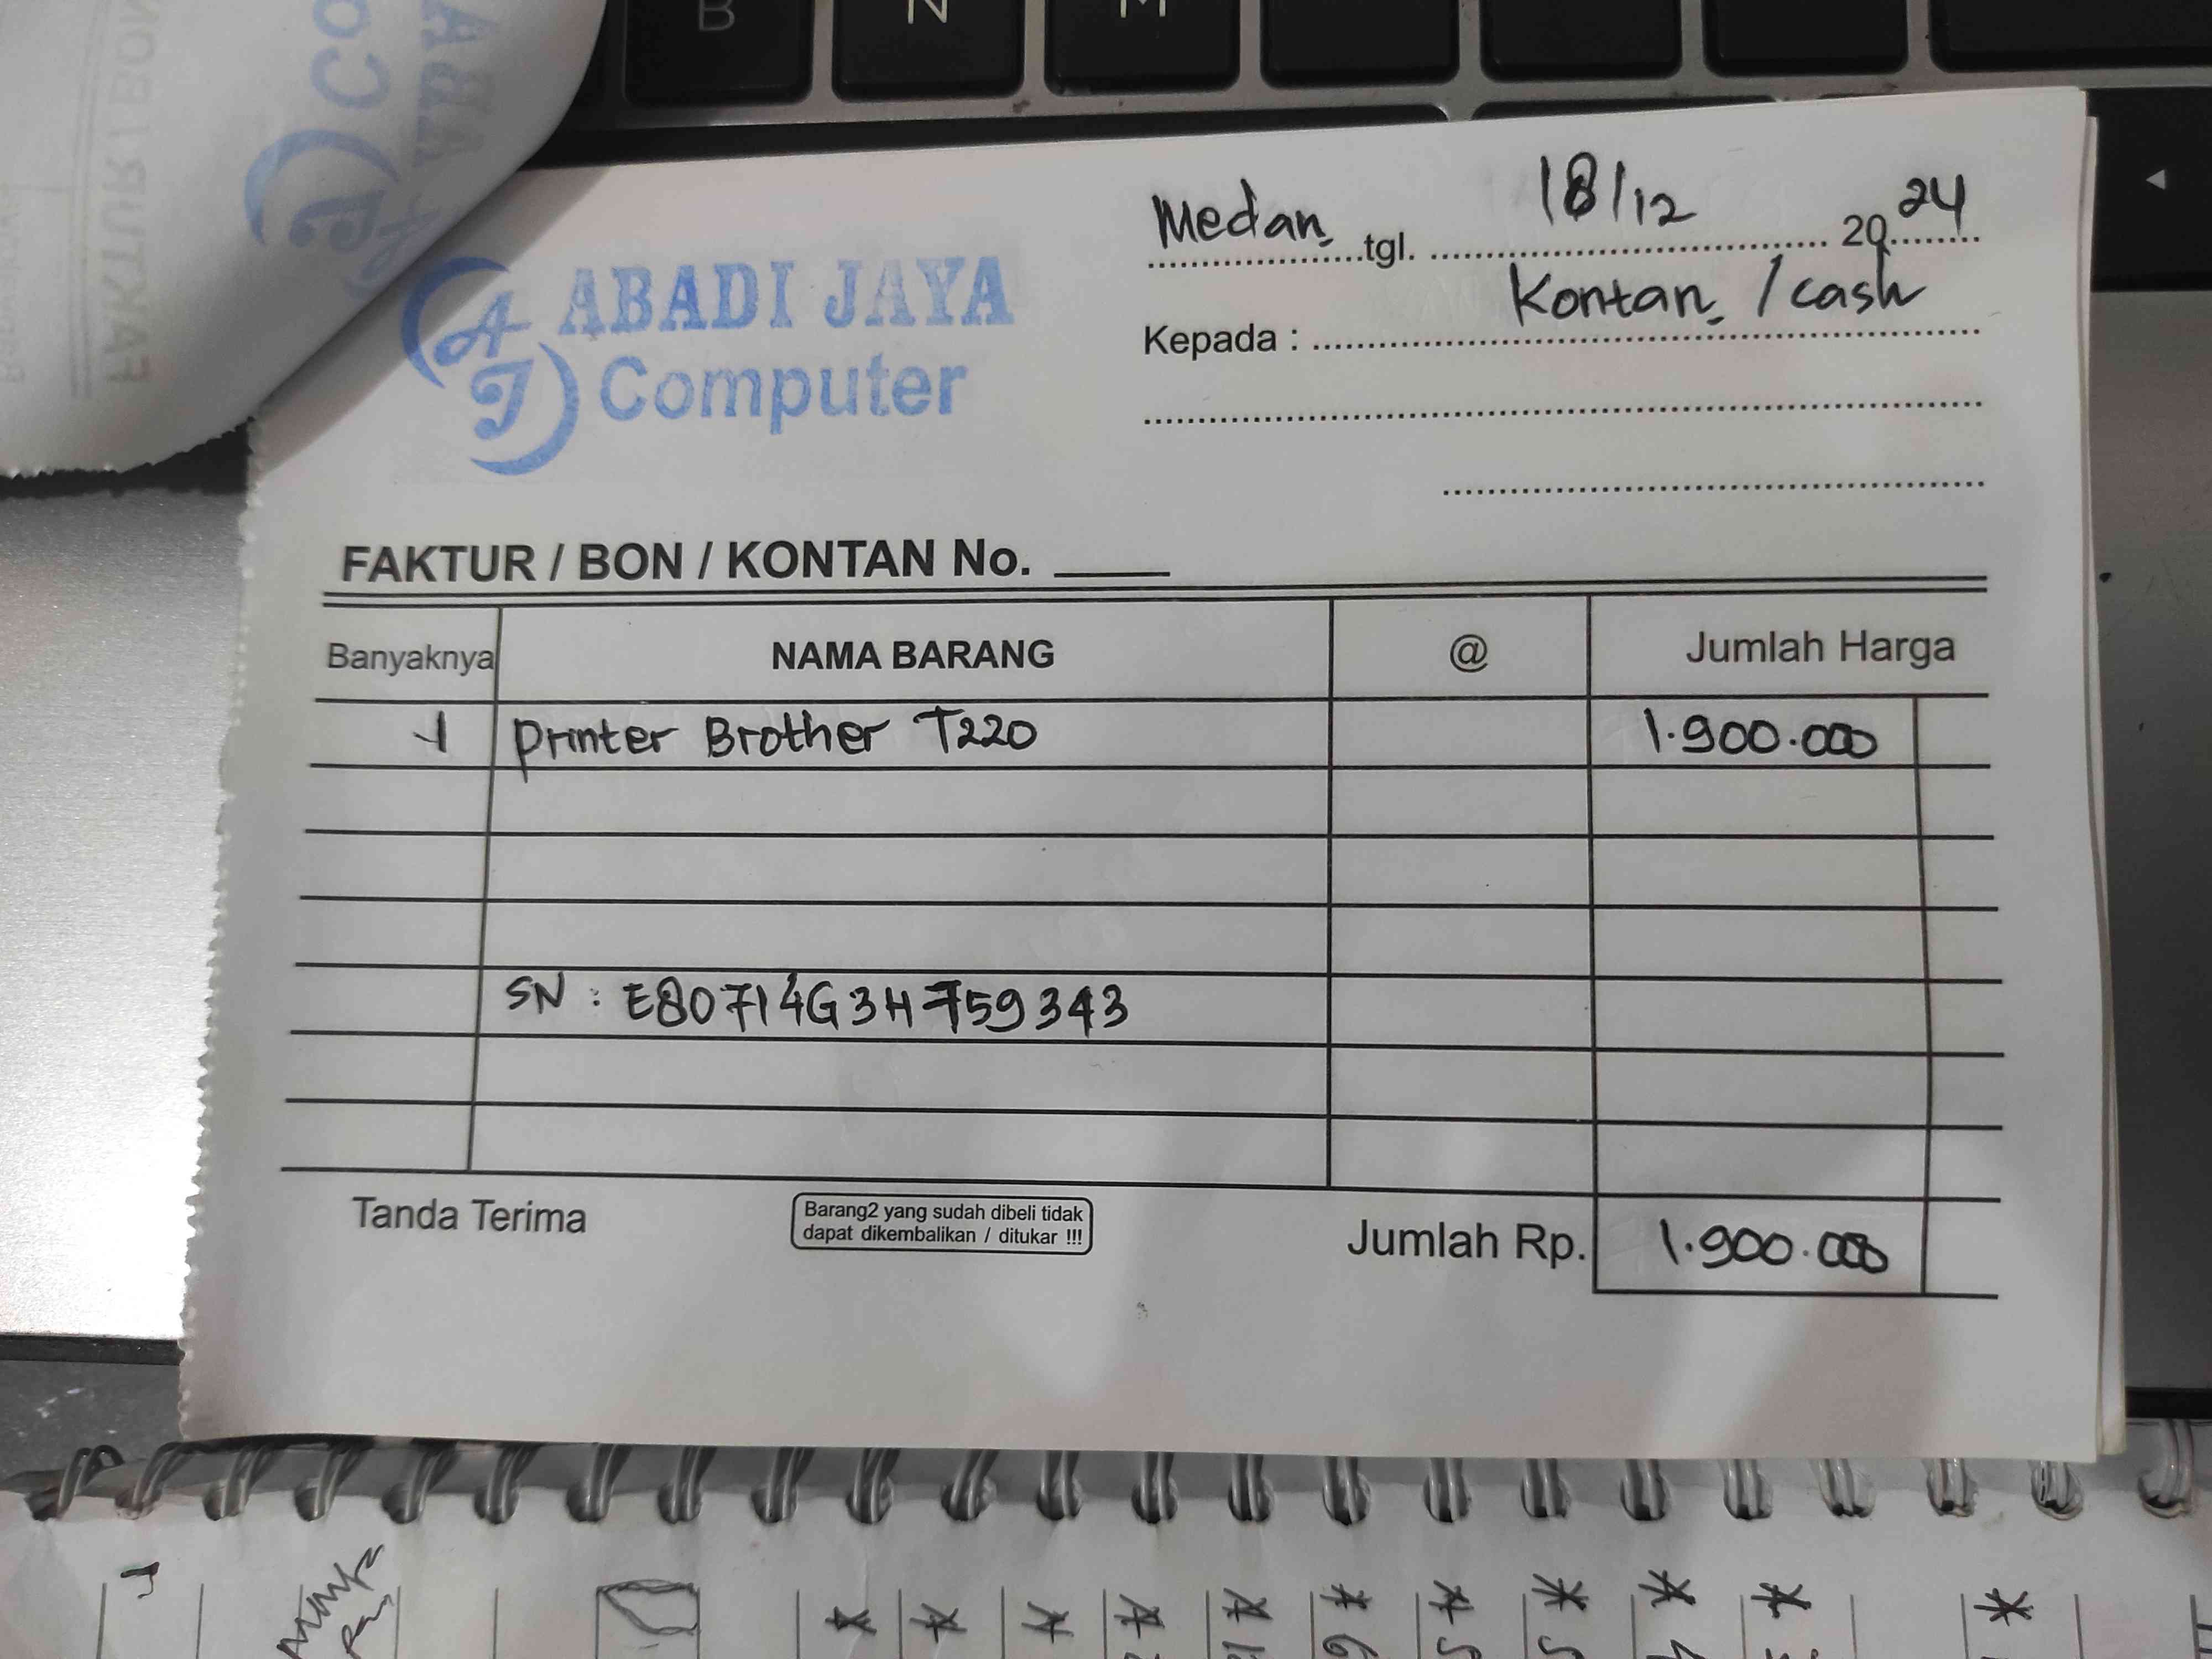 B N M
ABADI JAYA
Computer
Medan, tgl. 18/12 2024
Kepada : Kontan / cash
FAKTUR / BON / KONTAN No.
Banyaknya NAMA BARANG @ Jumlah Harga
1 Printer Brother T220 1.900.000
SN : E80714G3H759343
Tanda Terima
Barang2 yang sudah dibeli tidak
dapat dikembalikan / ditukar !!!
Jumlah Rp. 1.900.000